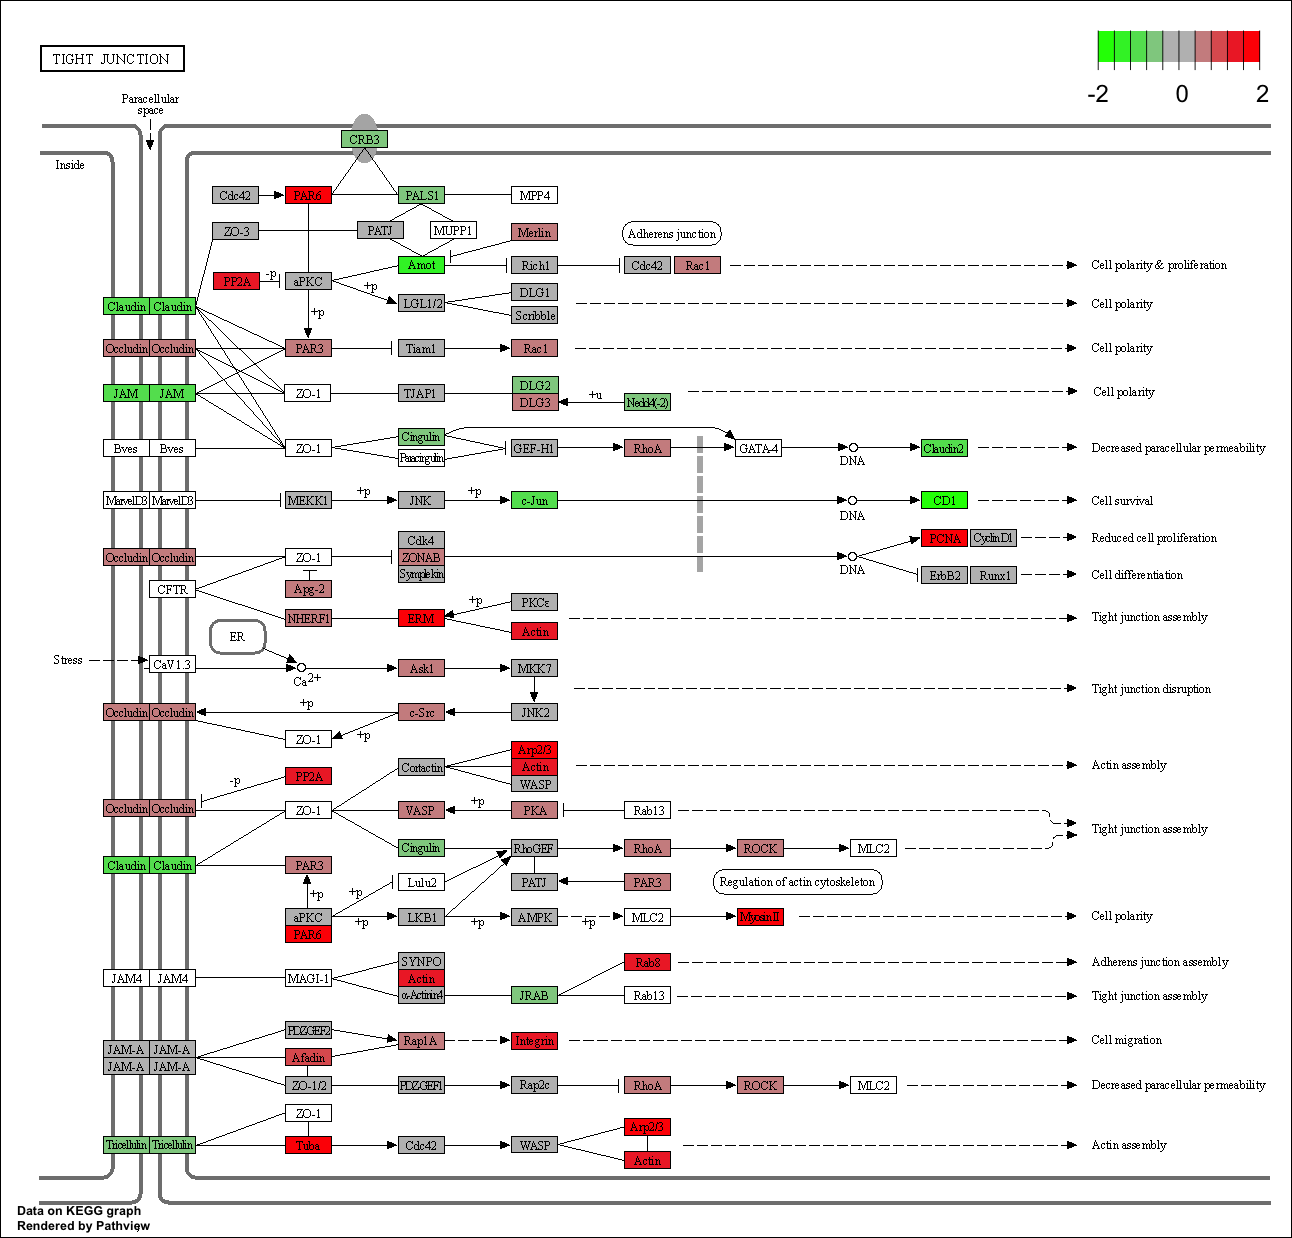 TIGHT JUNCTION
-2 0 2
Paracellular
space
CRB3
Inside
Cdc42 PAR6 PALS1 MPP4
ZO-3 PATJ MUPP1 Merlin Adherens junction
PP2A -p aPKC Amot Rich1 Cdc42 Rac1 Cell polarity & proliferation
+p
Claudin Claudin LGL1/2 DLG1 Cell polarity
+p Scribble
Occludin Occludin PAR3 Tiam1 Rac1 Cell polarity
JAM JAM ZO-1 TJAP1 DLG2 Cell polarity
DLG3 +u Nedd4(-2)
Bves Bves ZO-1 Cingulin GEF-H1 RhoA GATA-4 Claudin2 Decreased paracellular permeability
Paracingulin DNA
MarvelD3 MarvelD3 MEKK1 +p JNK +p c-Jun CD1 Cell survival
DNA
Cdk4 PCNA CyclinD1 Reduced cell proliferation
Occludin Occludin ZO-1 ZONAB
Symplekin DNA ErbB2 Runx1 Cell differentiation
CFTR Apg-2
+p PKCε
NHERF1 ERM Tight junction assembly
Actin
ER
Stress CaV1.3 Ca2+ Ask1 MKK7
Tight junction disruption
Occludin Occludin +p c-Src JNK2
ZO-1 +p
Arp2/3
PP2A Cortactin Actin Actin assembly
-p WASP
Occludin Occludin ZO-1 VASP +p PKA Rab13
Tight junction assembly
Cingulin RhoGEF RhoA ROCK MLC2
Claudin Claudin PAR3
Lulu2 PATJ PAR3 Regulation of actin cytoskeleton
+p +p
aPKC +p LKB1 +p AMPK +p MLC2 MyosinII Cell polarity
PAR6
SYNPO Rab8 Adherens junction assembly
JAM4 JAM4 MAGI-1 Actin
α-Actinin4 JRAB Rab13 Tight junction assembly
PDZGEF2
JAM-A JAM-A Rap1A Integrin Cell migration
JAM-A JAM-A Afadin
ZO-1/2 PDZGEF1 Rap2c RhoA ROCK MLC2 Decreased paracellular permeability
ZO-1
Arp2/3
Tricellulin Tricellulin Tuba Cdc42 WASP Actin assembly
Actin
Data on KEGG graph
Rendered by Pathview